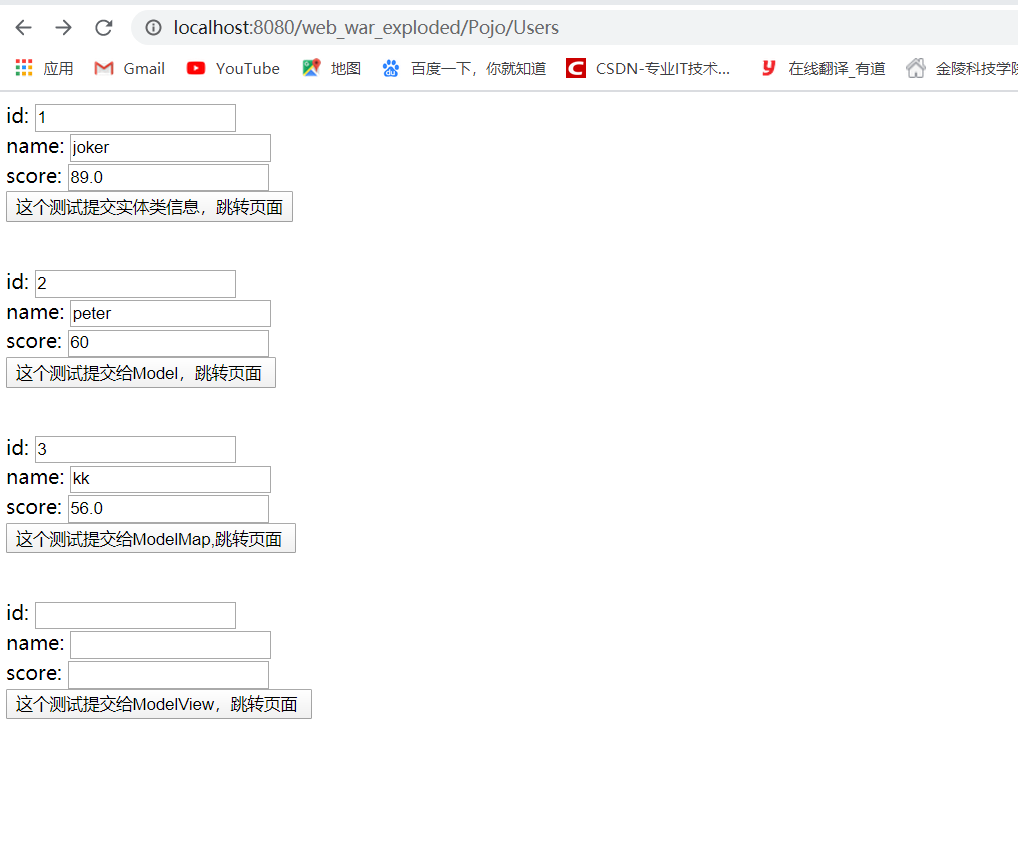 localhost:8080/web_war_exploded/Pojo/Users
应用 Gmail YouTube 地图 百度一下，你就知道 CSDN-专业IT技术... 在线翻译_有道 金陵科技学院
id: 1
name: joker
score: 89.0
这个测试提交实体类信息，跳转页面
id: 2
name: peter
score: 60
这个测试提交给Model，跳转页面
id: 3
name: kk
score: 56.0
这个测试提交给ModelMap,跳转页面
id:
name:
score:
这个测试提交给ModelView，跳转页面